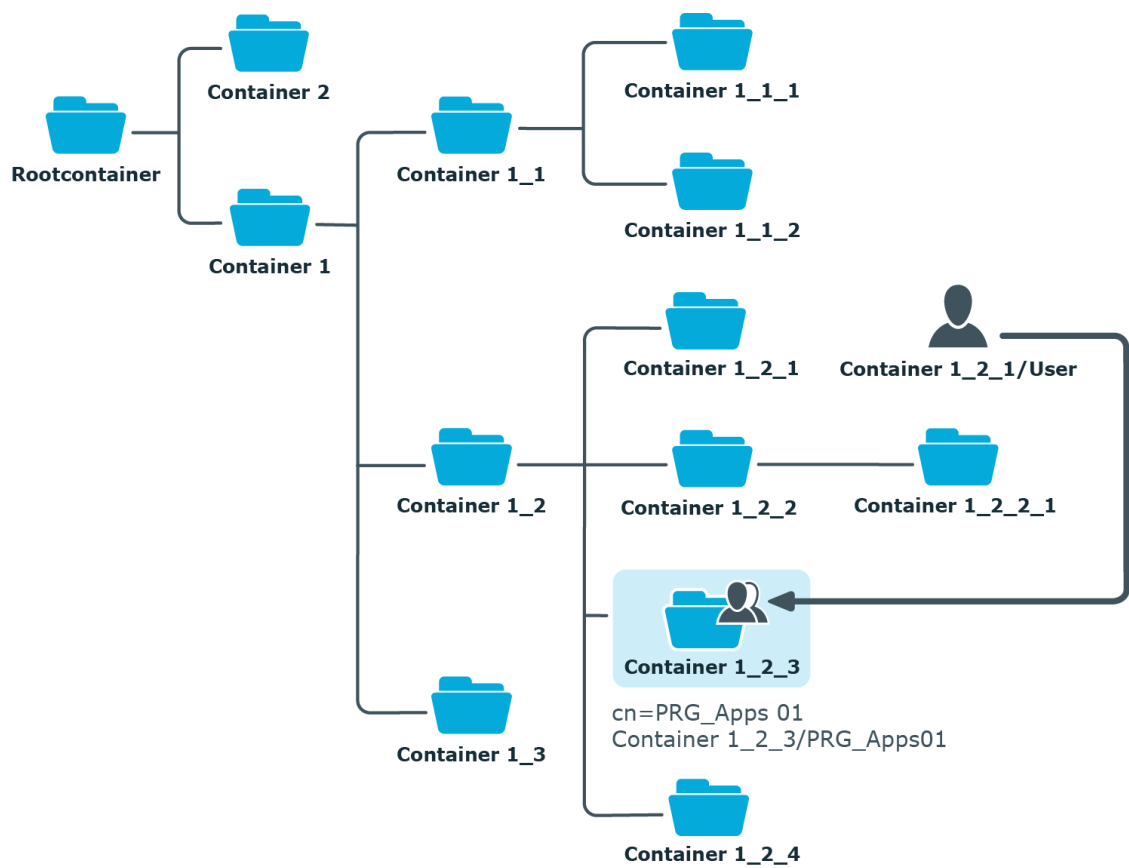 Container 2
Container 1_1_1
Rootcontainer
Container 1_1
Container 1_1_2
Container 1
Container 1_2_1
Container 1_2_1/User
Container 1_2
Container 1_2_2
Container 1_2_2_1
Container 1_2_3
cn=PRG_Apps 01
Container 1_2_3/PRG_Apps01
Container 1_3
Container 1_2_4